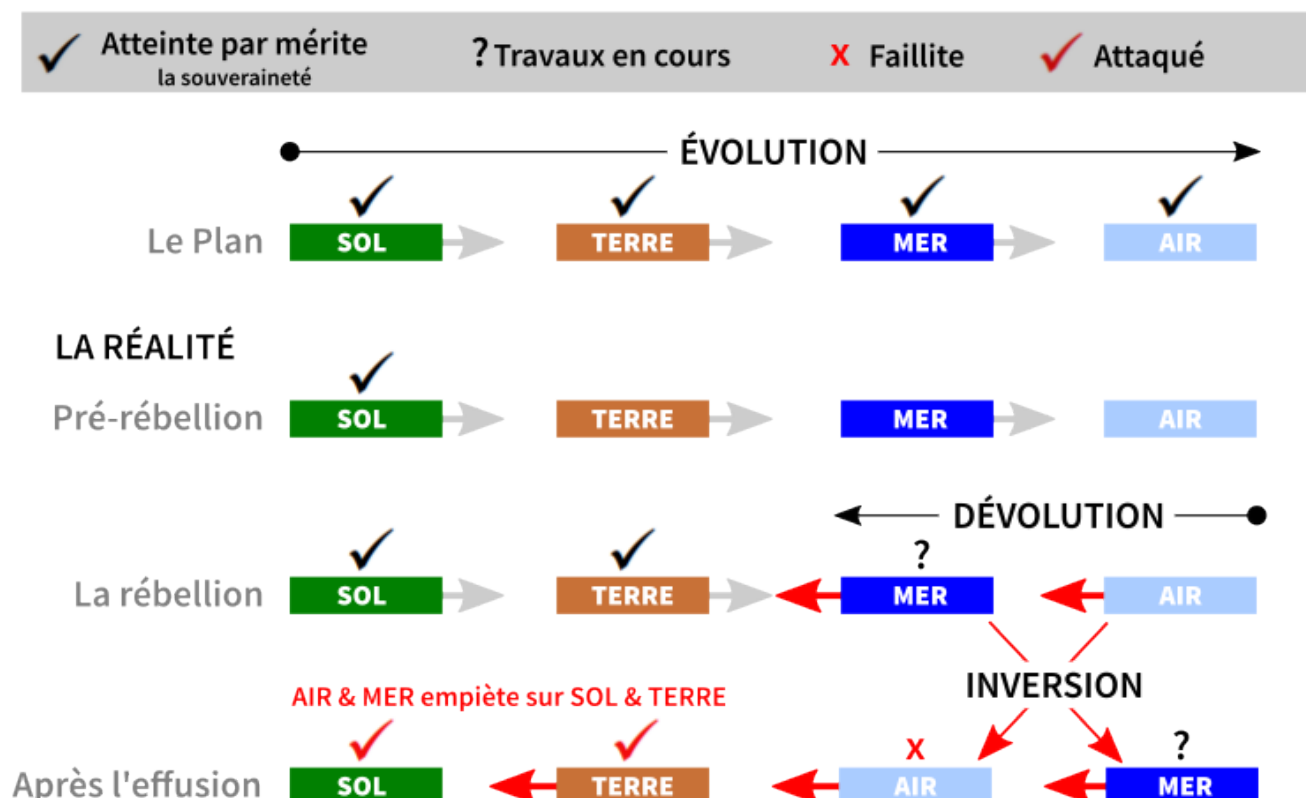 ✓ Atteinte par mérite ? Travaux en cours X Faillite ✓ Attaqué
la souveraineté
ÉVOLUTION
Le Plan SOL TERRE MER AIR
LA RÉALITÉ
Pré-rébellion SOL TERRE MER AIR
DÉVOLUTION
?
La rébellion SOL TERRE MER AIR
INVERSION
AIR & MER empiète sur SOL & TERRE
X ?
Après l'effusion SOL TERRE AIR MER